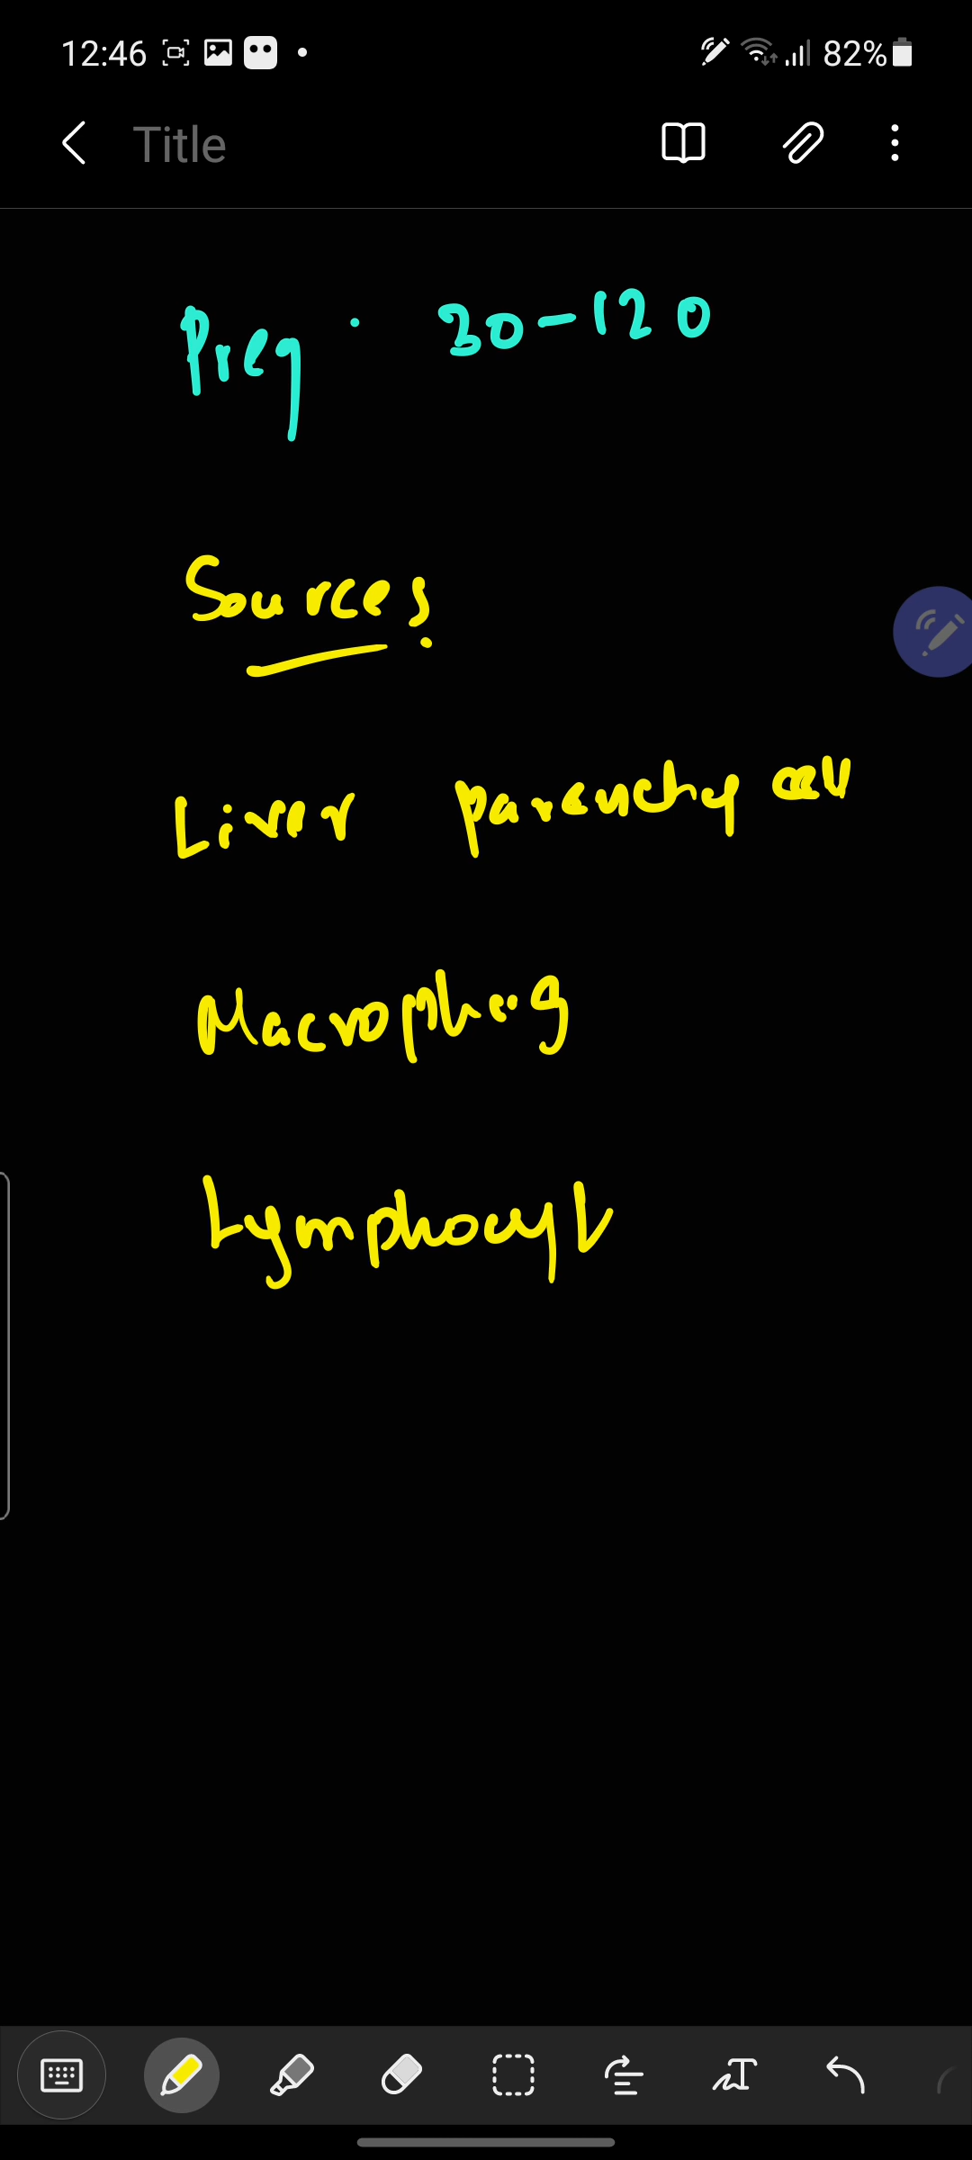 12:46 82%
Title
Preg. 30-120
Sources
Liver parenchy cell
Macrophag
Lymphocyt